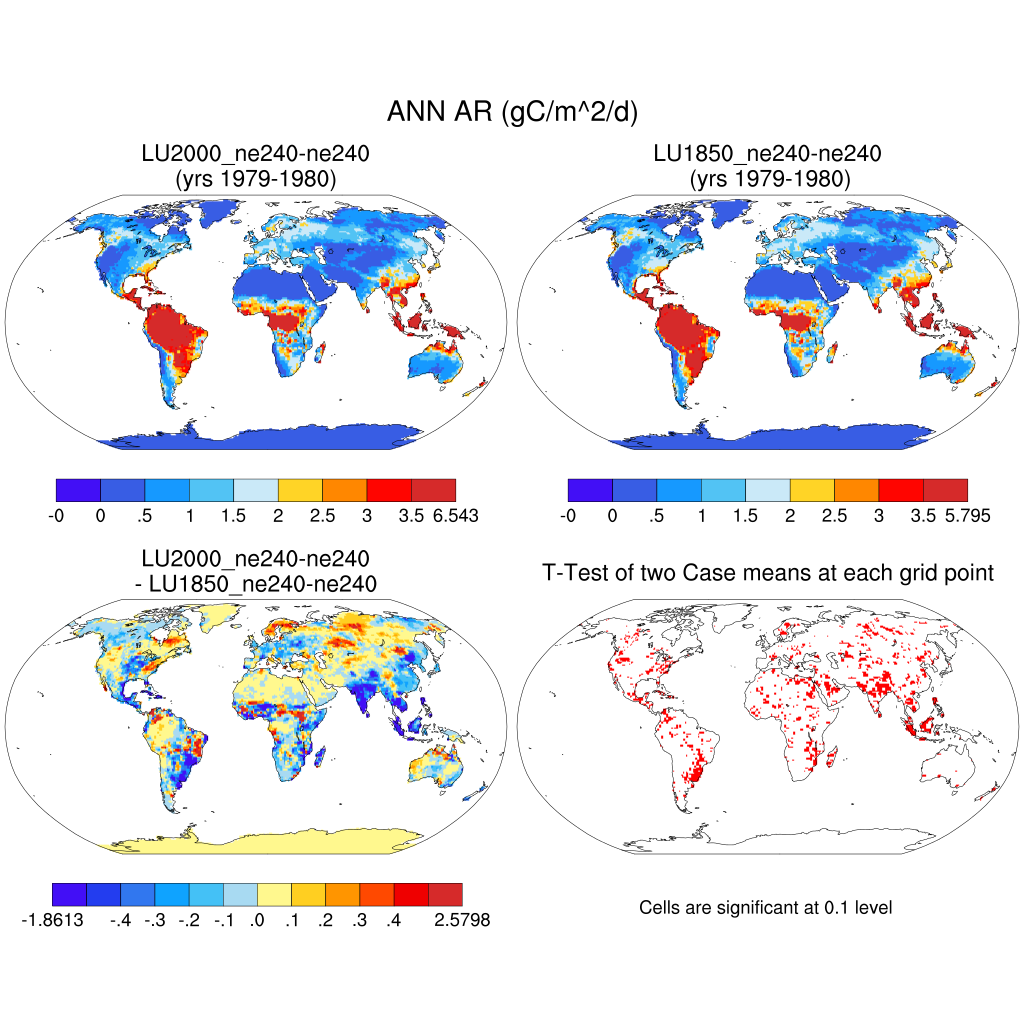 ANN AR (gC/m^2/d)
LU2000_ne240-ne240
(yrs 1979-1980)
LU1850_ne240-ne240
(yrs 1979-1980)
-0 0 .5 1 1.5 2 2.5 3 3.5 6.543
-0 0 .5 1 1.5 2 2.5 3 3.5 5.795
LU2000_ne240-ne240
- LU1850_ne240-ne240
T-Test of two Case means at each grid point
-1.8613 -.4 -.3 -.2 -.1 .0 .1 .2 .3 .4 2.5798
Cells are significant at 0.1 level